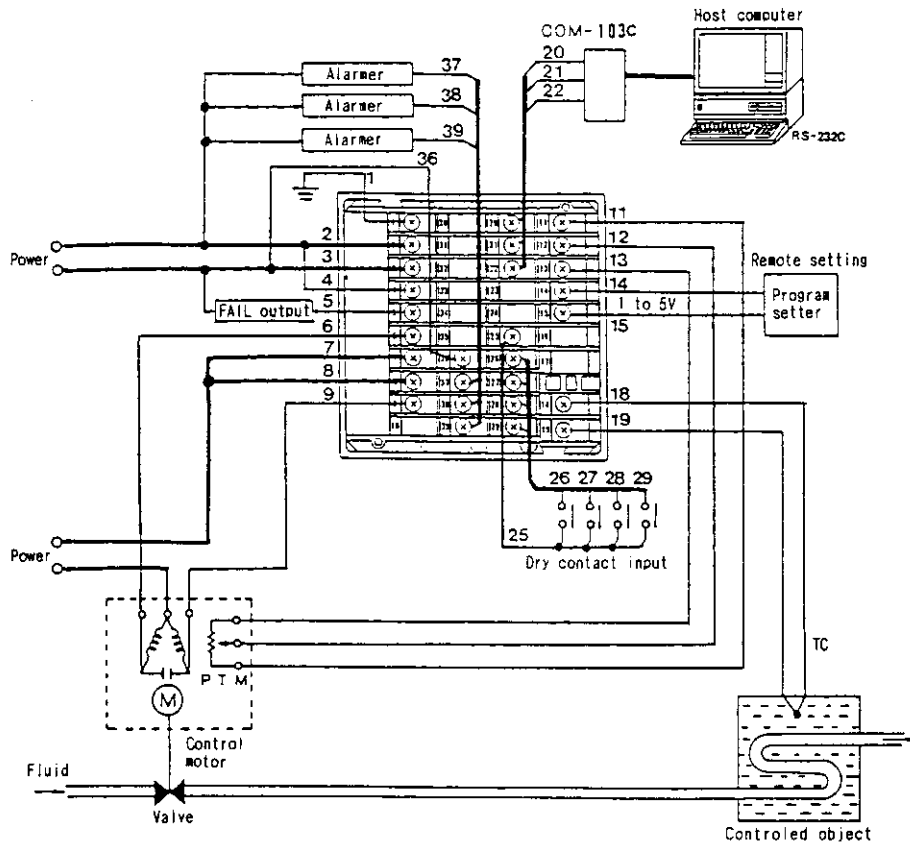 Host computer
COM-103C
37
20
Alarmer
21
38
22
Alarmer
39
RS-232C
Alarmer
36
1
11
2
12
Power
3
13
Remote setting
4
14
Program
setter
FAIL output
5
1 to 5V
15
6
7
8
18
9
19
26 27 28 29
25
Dry contact input
Power
TC
P T M
M
Control
motor
Fluid
Valve
Controled object